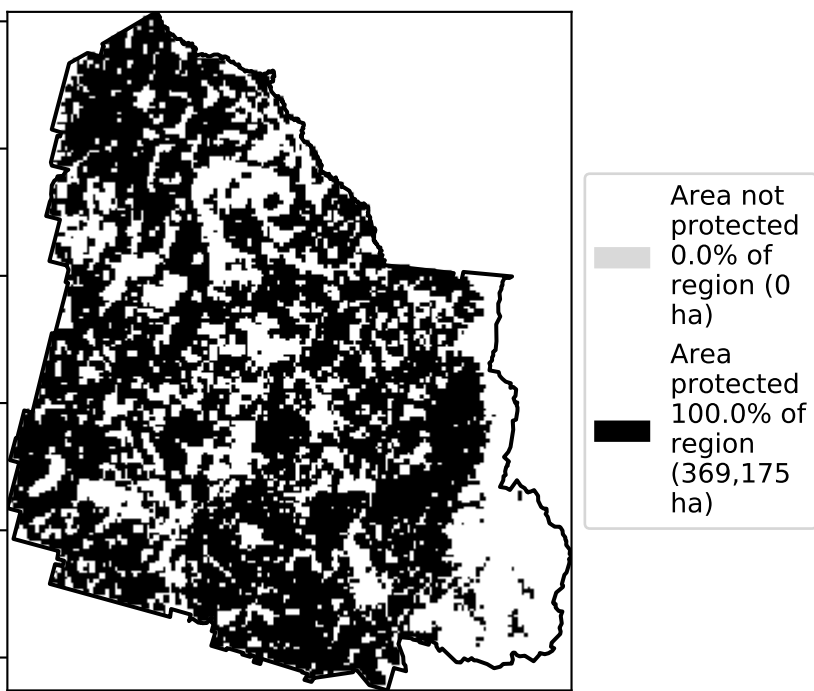 Area not
protected
0.0% of
region (0
ha)
Area
protected
100.0% of
region
(369,175
ha)